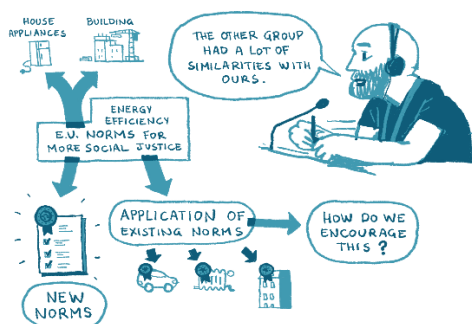 HOUSE
APPLIANCES
BUILDING
THE OTHER GROUP
HAD A LOT OF
SIMILARITIES WITH
OURS.
ENERGY
EFFICIENCY
E.U. NORMS FOR
MORE SOCIAL JUSTICE
APPLICATION OF
EXISTING NORMS
HOW DO WE
ENCOURAGE
THIS?
NEW
NORMS